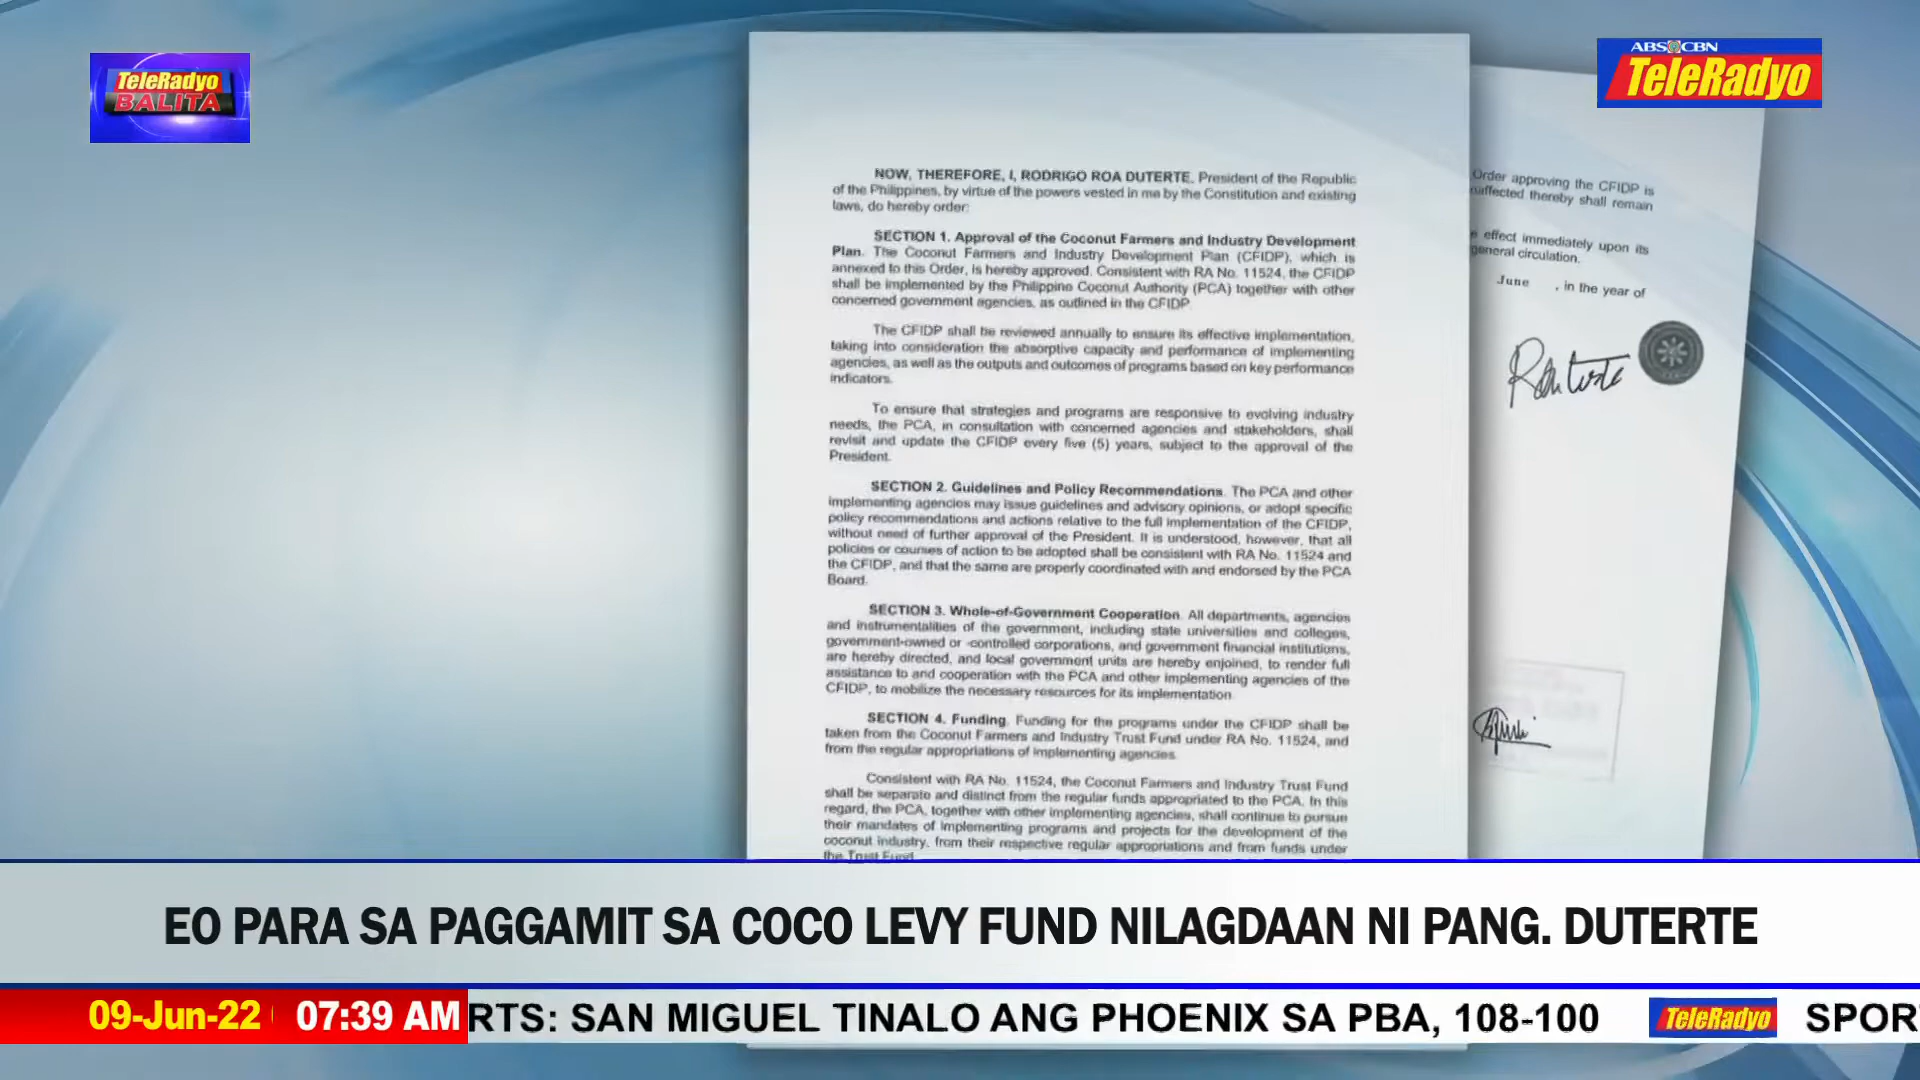 TeleRadyo
BALITA
ABS-CBN
TeleRadyo
NOW, THEREFORE, I, RODRIGO ROA DUTERTE, President of the Republic
of the Philippines, by virtue of the powers vested in me by the Constitution and existing
laws, do hereby order:
SECTION 1. Approval of the Coconut Farmers and Industry Development
Plan. The Coconut Farmers and Industry Development Plan (CFIDP), which is
annexed to this Order, is hereby approved. Consistent with RA No. 11524, the CFIDP
shall be implemented by the Philippine Coconut Authority (PCA) together with other
concerned government agencies, as outlined in the CFIDP.
The CFIDP shall be reviewed annually to ensure its effective implementation,
taking into consideration the absorptive capacity and performance of implementing
agencies, as well as the outputs and outcomes of programs based on key performance
indicators.
To ensure that strategies and programs are responsive to evolving industry
needs, the PCA, in consultation with concerned agencies and stakeholders, shall
revisit and update the CFIDP every five (5) years, subject to the approval of the
President.
SECTION 2. Guidelines and Policy Recommendations. The PCA and other
implementing agencies may issue guidelines and advisory opinions, or adopt specific
policy recommendations and actions relative to the full implementation of the CFIDP,
without need of further approval of the President. It is understood, however, that all
policies or courses of action to be adopted shall be consistent with RA No. 11524 and
the CFIDP, and that the same are properly coordinated with and endorsed by the PCA
Board.
SECTION 3. Whole-of-Government Cooperation. All departments, agencies
and instrumentalities of the government, including state universities and colleges,
government-owned or -controlled corporations, and government financial institutions,
are hereby directed, and local government units are hereby enjoined, to render full
assistance to and cooperation with the PCA and other implementing agencies of the
CFIDP, to mobilize the necessary resources for its implementation.
SECTION 4. Funding. Funding for the programs under the CFIDP shall be
taken from the Coconut Farmers and Industry Trust Fund under RA No. 11524, and
from the regular appropriations of implementing agencies.
Consistent with RA No. 11524, the Coconut Farmers and Industry Trust Fund
shall be separate and distinct from the regular funds appropriated to the PCA. In this
regard, the PCA, together with other implementing agencies, shall continue to pursue
their mandates of implementing programs and projects for the development of the
coconut industry, from their respective regular appropriations and from funds under
the Trust Fund.
Order approving the CFIDP is
thereby shall remain
effect immediately upon its
general circulation.
June , in the year of
EO PARA SA PAGGAMIT SA COCO LEVY FUND NILAGDAAN NI PANG. DUTERTE
09-Jun-22 07:39 AM RTS: SAN MIGUEL TINALO ANG PHOENIX SA PBA, 108-100 TeleRadyo SPOR